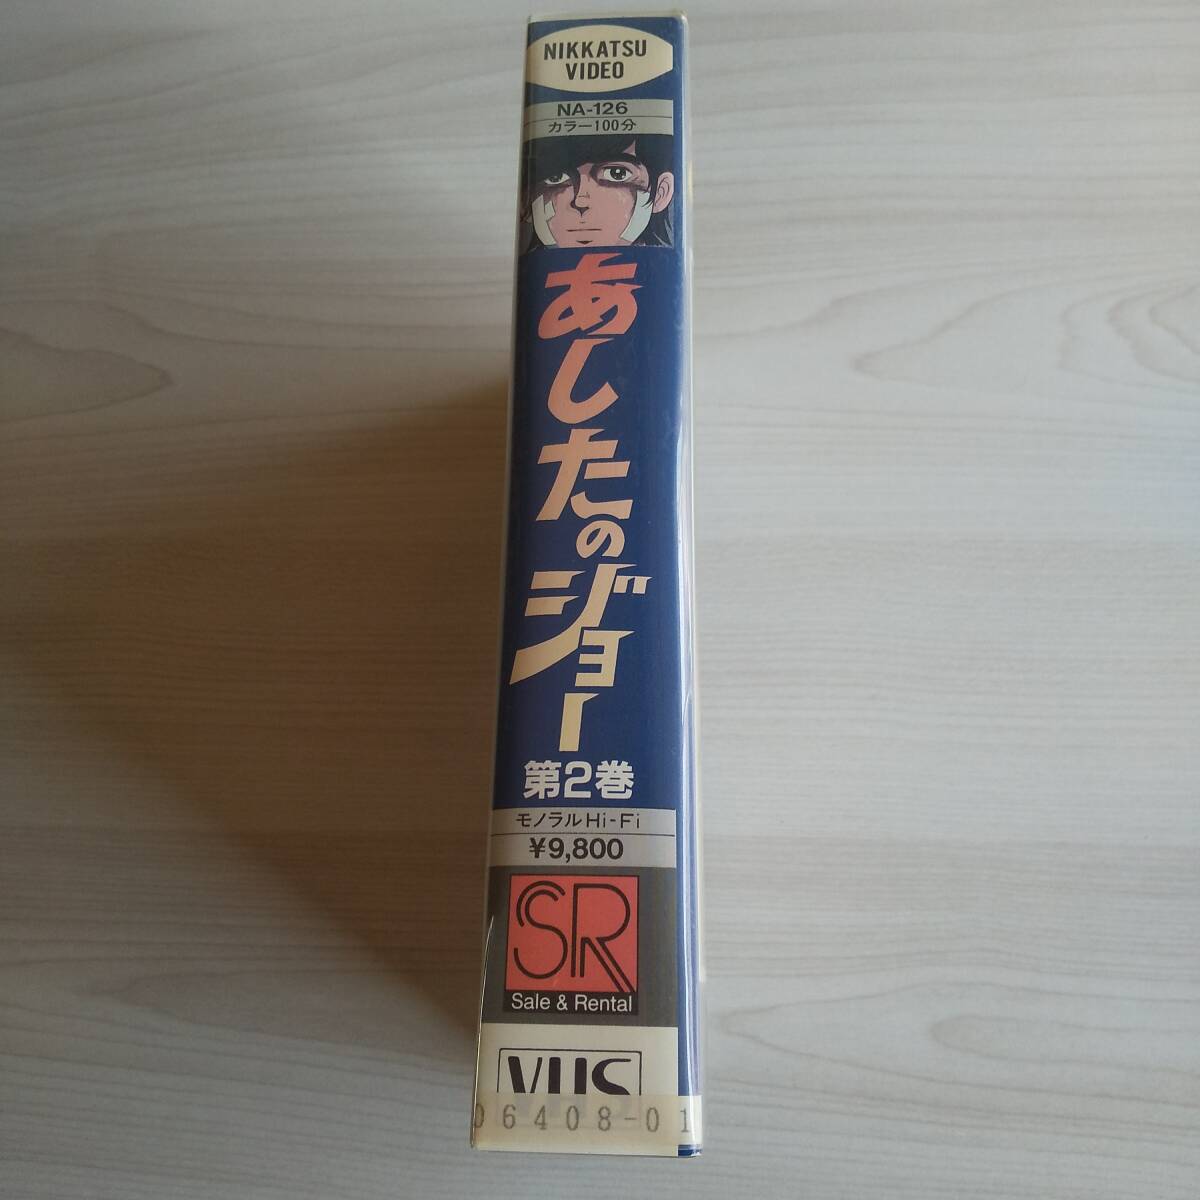 NIKKATSU
VIDEO
NA-126
カラー100分
あしたのジョー
第2巻
モノラルHi-Fi
¥9,800
SR
Sale & Rental
VHS
06408-01